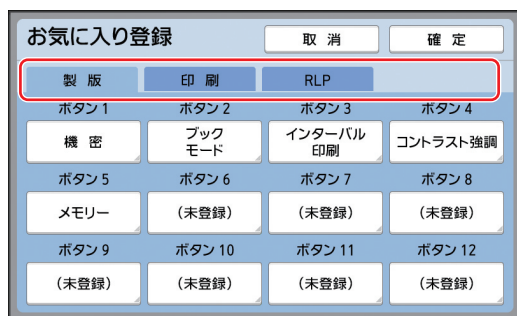 お気に入り登録 取 消 確 定
製 版 印 刷 RLP
ボタン 1 ボタン 2 ボタン 3 ボタン 4
機 密 ブック
モード インターバル
印刷 コントラスト強調
ボタン 5 ボタン 6 ボタン 7 ボタン 8
メモリー (未登録) (未登録) (未登録)
ボタン 9 ボタン 10 ボタン 11 ボタン 12
(未登録) (未登録) (未登録) (未登録)